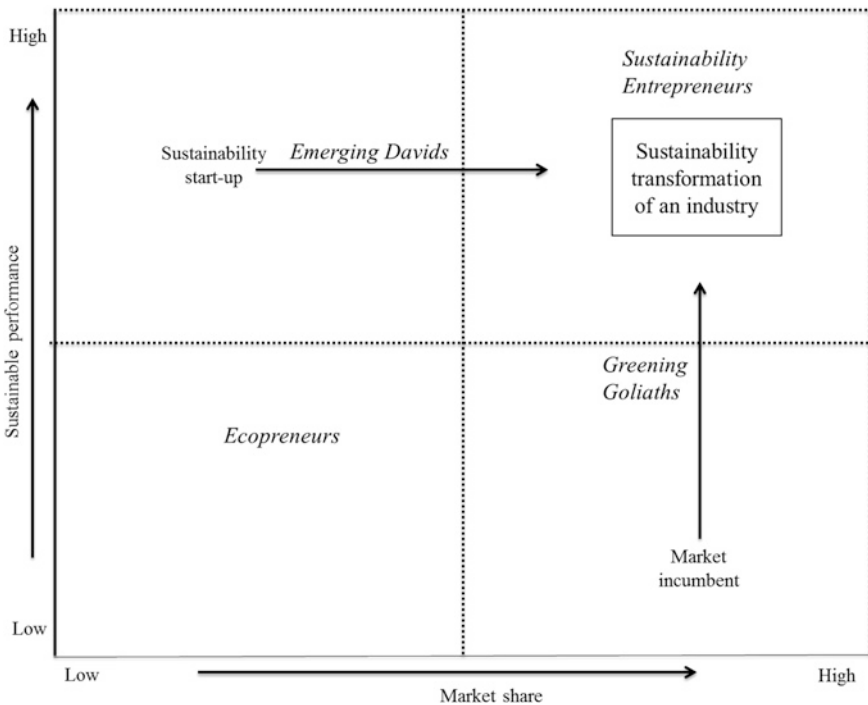 High
Sustainability
Entrepreneurs
Sustainability
start-up
Emerging Davids
Sustainability
transformation
of an industry
Sustainable performance
Greening
Goliaths
Ecopreneurs
Market
incumbent
Low
Low
High
Market share